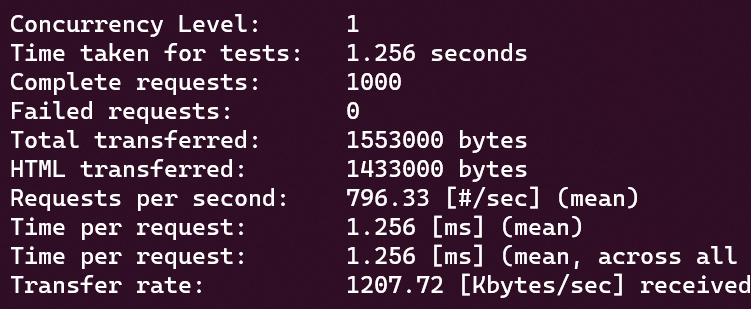 Concurrency Level:      1
Time taken for tests:   1.256 seconds
Complete requests:      1000
Failed requests:        0
Total transferred:      1553000 bytes
HTML transferred:       1433000 bytes
Requests per second:    796.33 [#/sec] (mean)
Time per request:       1.256 [ms] (mean)
Time per request:       1.256 [ms] (mean, across all
Transfer rate:          1207.72 [Kbytes/sec] received